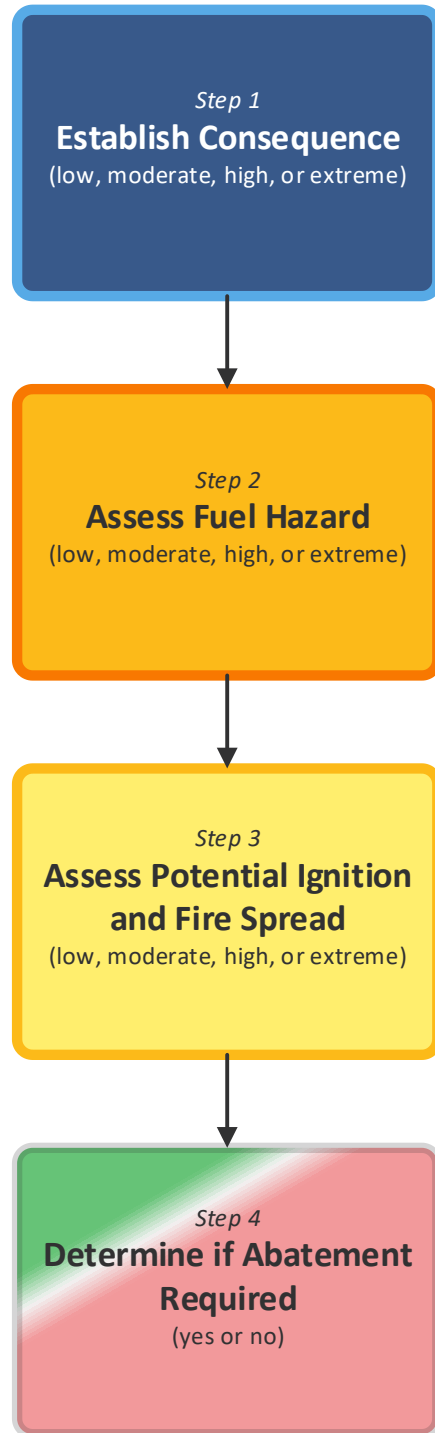 Step 1
Establish Consequence
(low, moderate, high, or extreme)
Step 2
Assess Fuel Hazard
(low, moderate, high, or extreme)
Step 3
Assess Potential Ignition
and Fire Spread
(low, moderate, high, or extreme)
Step 4
Determine if Abatement
Required
(yes or no)